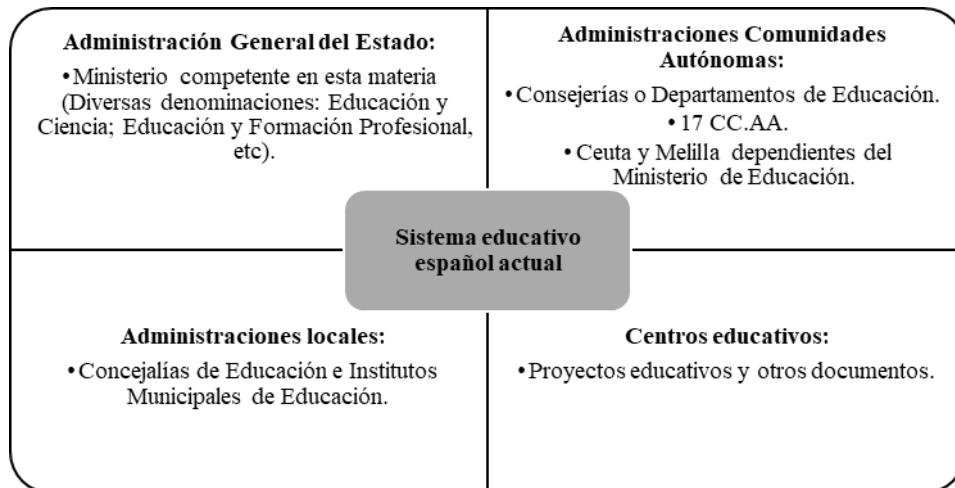 Administración General del Estado:
•Ministerio competente en esta materia
(Diversas denominaciones: Educación y
Ciencia; Educación y Formación Profesional,
etc).
Administraciones Comunidades
Autónomas:
•Consejerías o Departamentos de Educación.
•17 CC.AA.
•Ceuta y Melilla dependientes del
Ministerio de Educación.
Sistema educativo
español actual
Administraciones locales:
•Concejalías de Educación e Institutos
Municipales de Educación.
Centros educativos:
•Proyectos educativos y otros documentos.